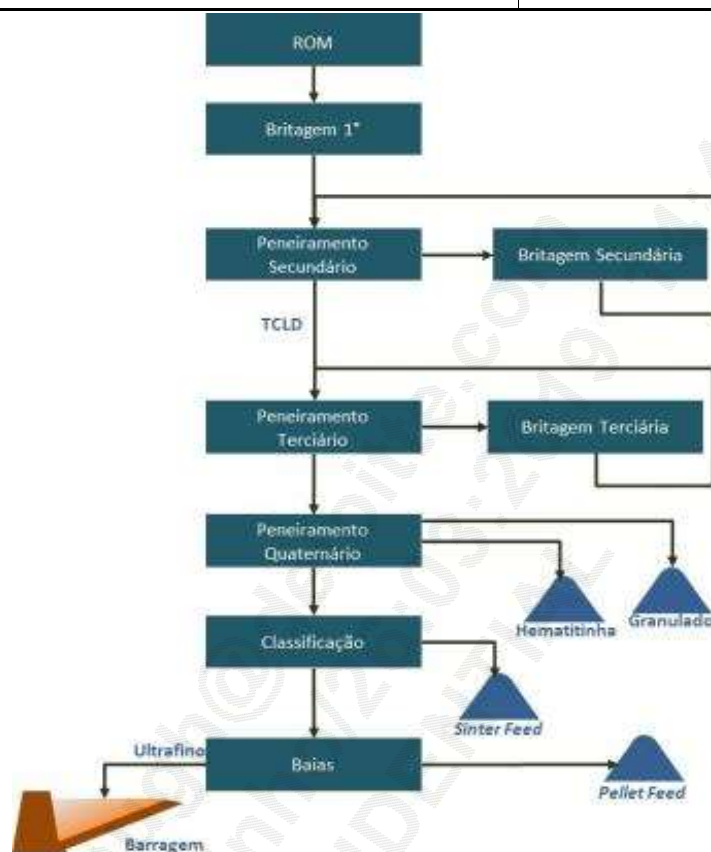 ROM
Britagem 1°
Peneiramento
Secundário
Britagem Secundária
TCLD
Peneiramento
Terciário
Britagem Terciária
Peneiramento
Quaternário
Hematitinha
Granulado
Classificação
Sinter Feed
Ultrafino
Baias
Pellet Feed
Barragem